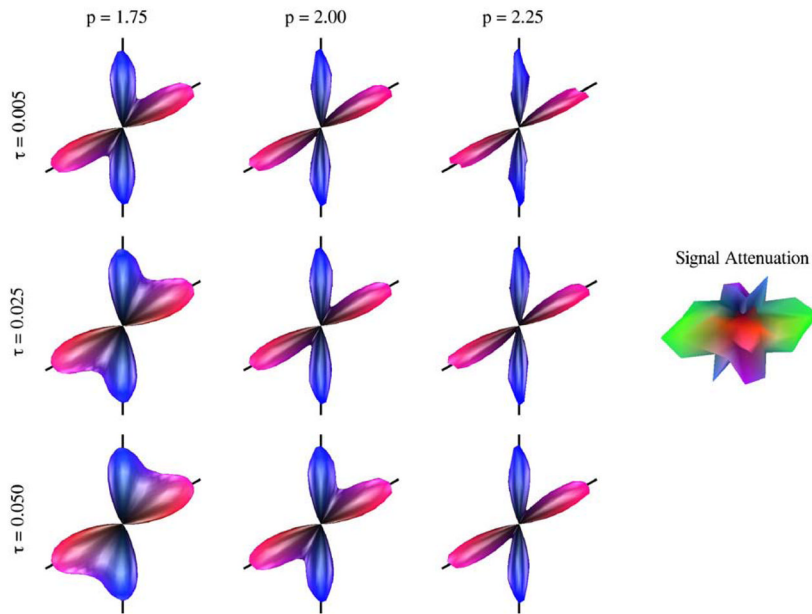 p = 1.75 p = 2.00 p = 2.25
τ = 0.005
Signal Attenuation
τ = 0.025
τ = 0.050